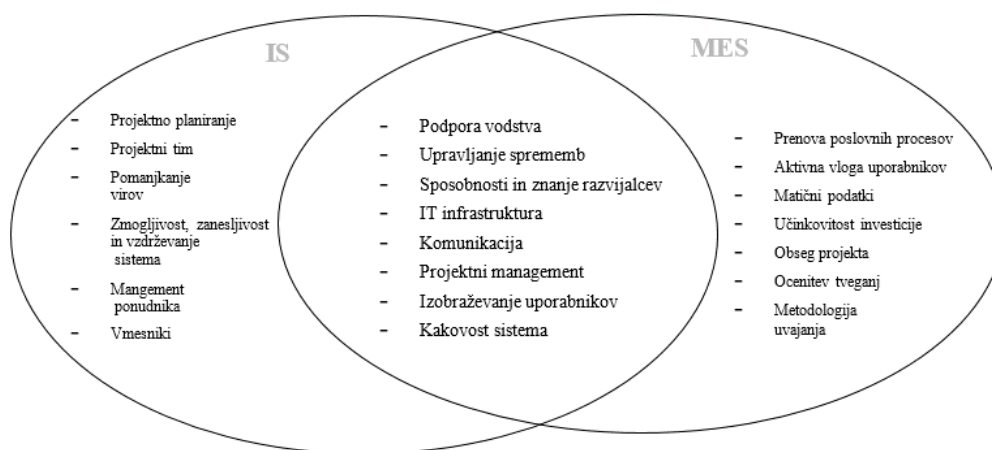 IS
MES
- Projektno planiranje
- Projektni tim
- Pomanjkanje
virov
- Zmogljivost, zanesljivost
in vzdrževanje
sistema
- Mangement
ponudnika
- Vmesniki
- Podpora vodstva
- Upravljanje sprememb
- Sposobnosti in znanje razvijalcev
- IT infrastruktura
- Komunikacija
- Projektni management
- Izobraževanje uporabnikov
- Kakovost sistema
- Prenova poslovnih procesov
- Aktivna vloga uporabnikov
- Matični podatki
- Učinkovitost investicije
- Obseg projekta
- Ocenitev tveganj
- Metodologija
uvajanja